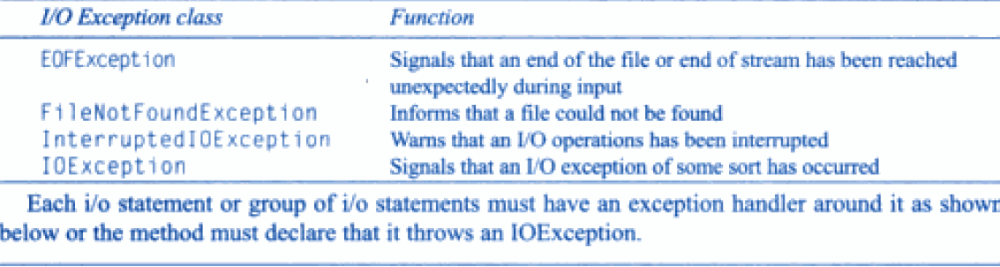 I/O Exception class Function
EOFException Signals that an end of the file or end of stream has been reached
unexpectedly during input
FileNotFoundException Informs that a file could not be found
InterruptedIOException Warns that an I/O operations has been interrupted
IOException Signals that an I/O exception of some sort has occurred
Each i/o statement or group of i/o statements must have an exception handler around it as shown
below or the method must declare that it throws an IOException.